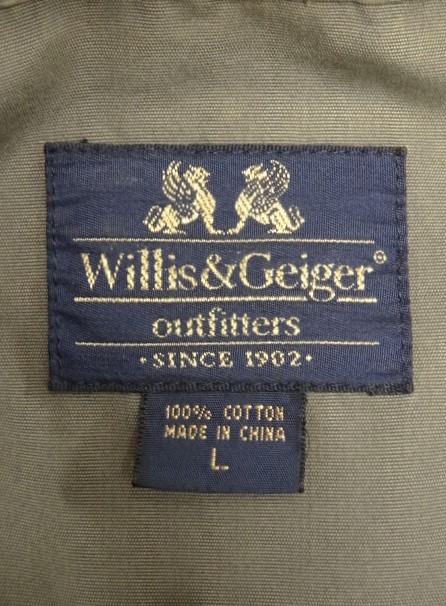 Willis&Geiger®
outfitters
·SINCE 1902·
100% COTTON
MADE IN CHINA
L